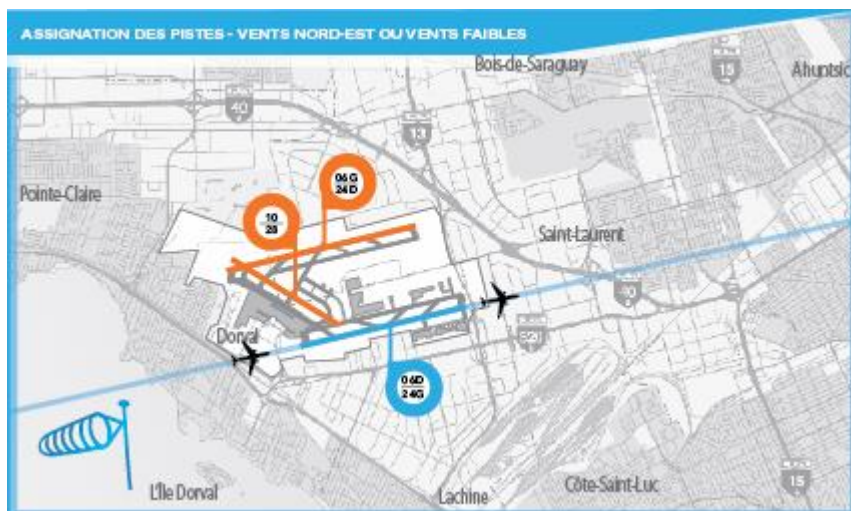 ASSIGNATION DES PISTES - VENTS NORD-EST OU VENTS FAIBLES
Bois-de-Saraguay
15
Ahuntsic
40
13
Pointe-Claire
06G
24D
10
28
Saint-Laurent
40
520
Dorval
06D
24G
L'Île Dorval
Lachine
Côte-Saint-Luc
15